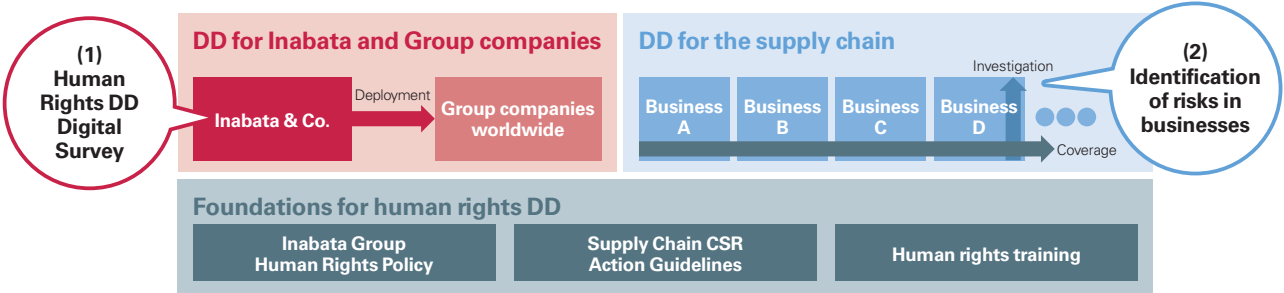 (1)
Human
Rights DD
Digital
Survey
DD for Inabata and Group companies
Inabata & Co.
Deployment
Group companies
worldwide
DD for the supply chain
Investigation
Business
A
Business
B
Business
C
Business
D
Coverage
(2)
Identification
of risks in
businesses
Foundations for human rights DD
Inabata Group
Human Rights Policy
Supply Chain CSR
Action Guidelines
Human rights training